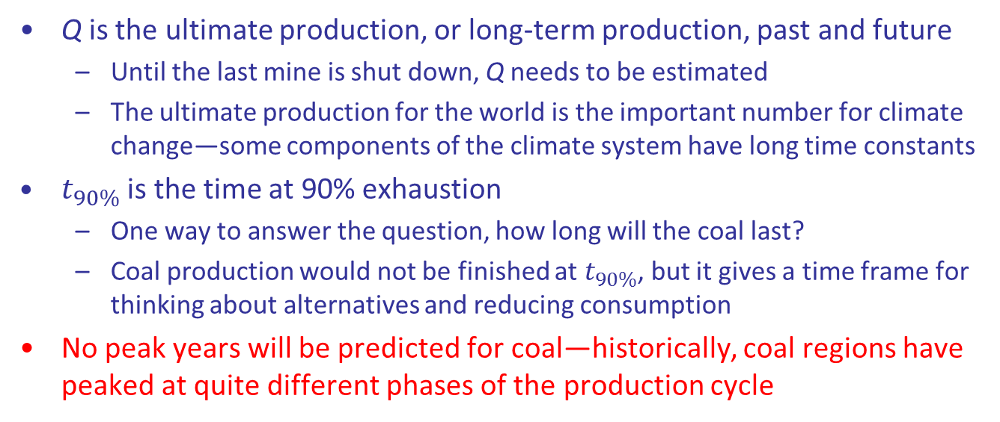 • Q is the ultimate production, or long-term production, past and future
– Until the last mine is shut down, Q needs to be estimated
– The ultimate production for the world is the important number for climate
change—some components of the climate system have long time constants
• t90% is the time at 90% exhaustion
– One way to answer the question, how long will the coal last?
– Coal production would not be finished at t90%, but it gives a time frame for
thinking about alternatives and reducing consumption
• No peak years will be predicted for coal—historically, coal regions have
peaked at quite different phases of the production cycle